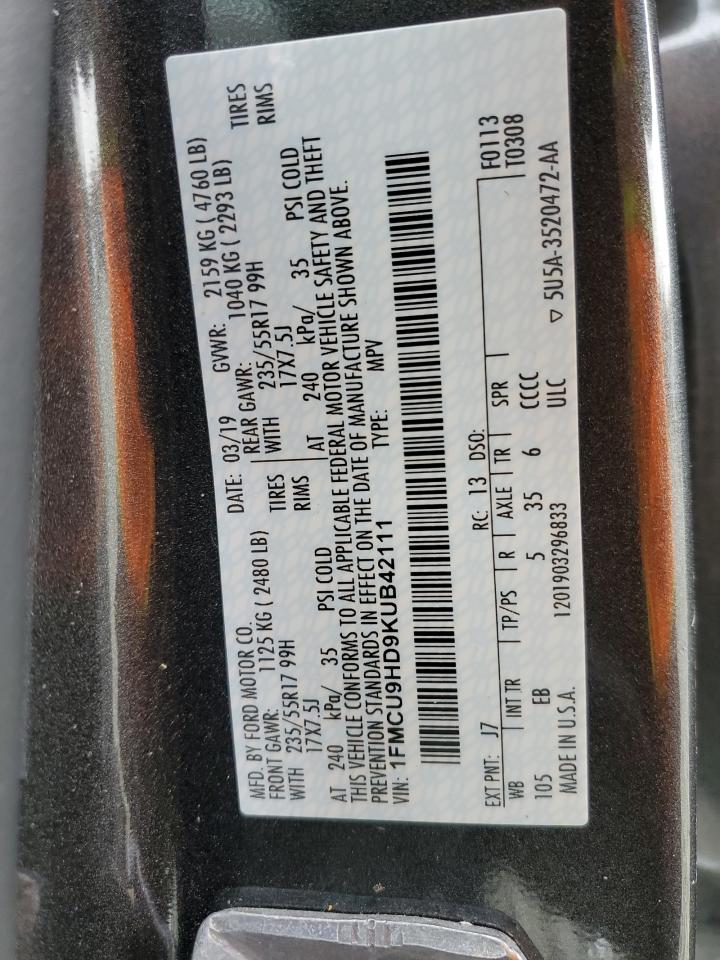 MFD. BY FORD MOTOR CO. DATE: 03/19 GVWR: 2159 KG ( 4760 LB)
FRONT GAWR: 1125 KG ( 2480 LB) REAR GAWR: 1040 KG ( 2293 LB)
WITH 235/55R17 99H TIRES WITH 235/55R17 99H TIRES
17X7.5J RIMS 17X7.5J RIMS
AT 240 kPa/ 35 PSI COLD AT 240 kPa/ 35 PSI COLD
THIS VEHICLE CONFORMS TO ALL APPLICABLE FEDERAL MOTOR VEHICLE SAFETY AND THEFT
PREVENTION STANDARDS IN EFFECT ON THE DATE OF MANUFACTURE SHOWN ABOVE.
VIN: 1FMCU9HD9KUB42111 TYPE: MPV
EXT PNT: J7 RC: 13 DSO: F0113
WB INT TR TP/PS R AXLE TR SPR T0308
105 EB 5 35 6 CCCC
MADE IN U.S.A. 1201903296833 ULC ▽ 5U5A-3520472-AA